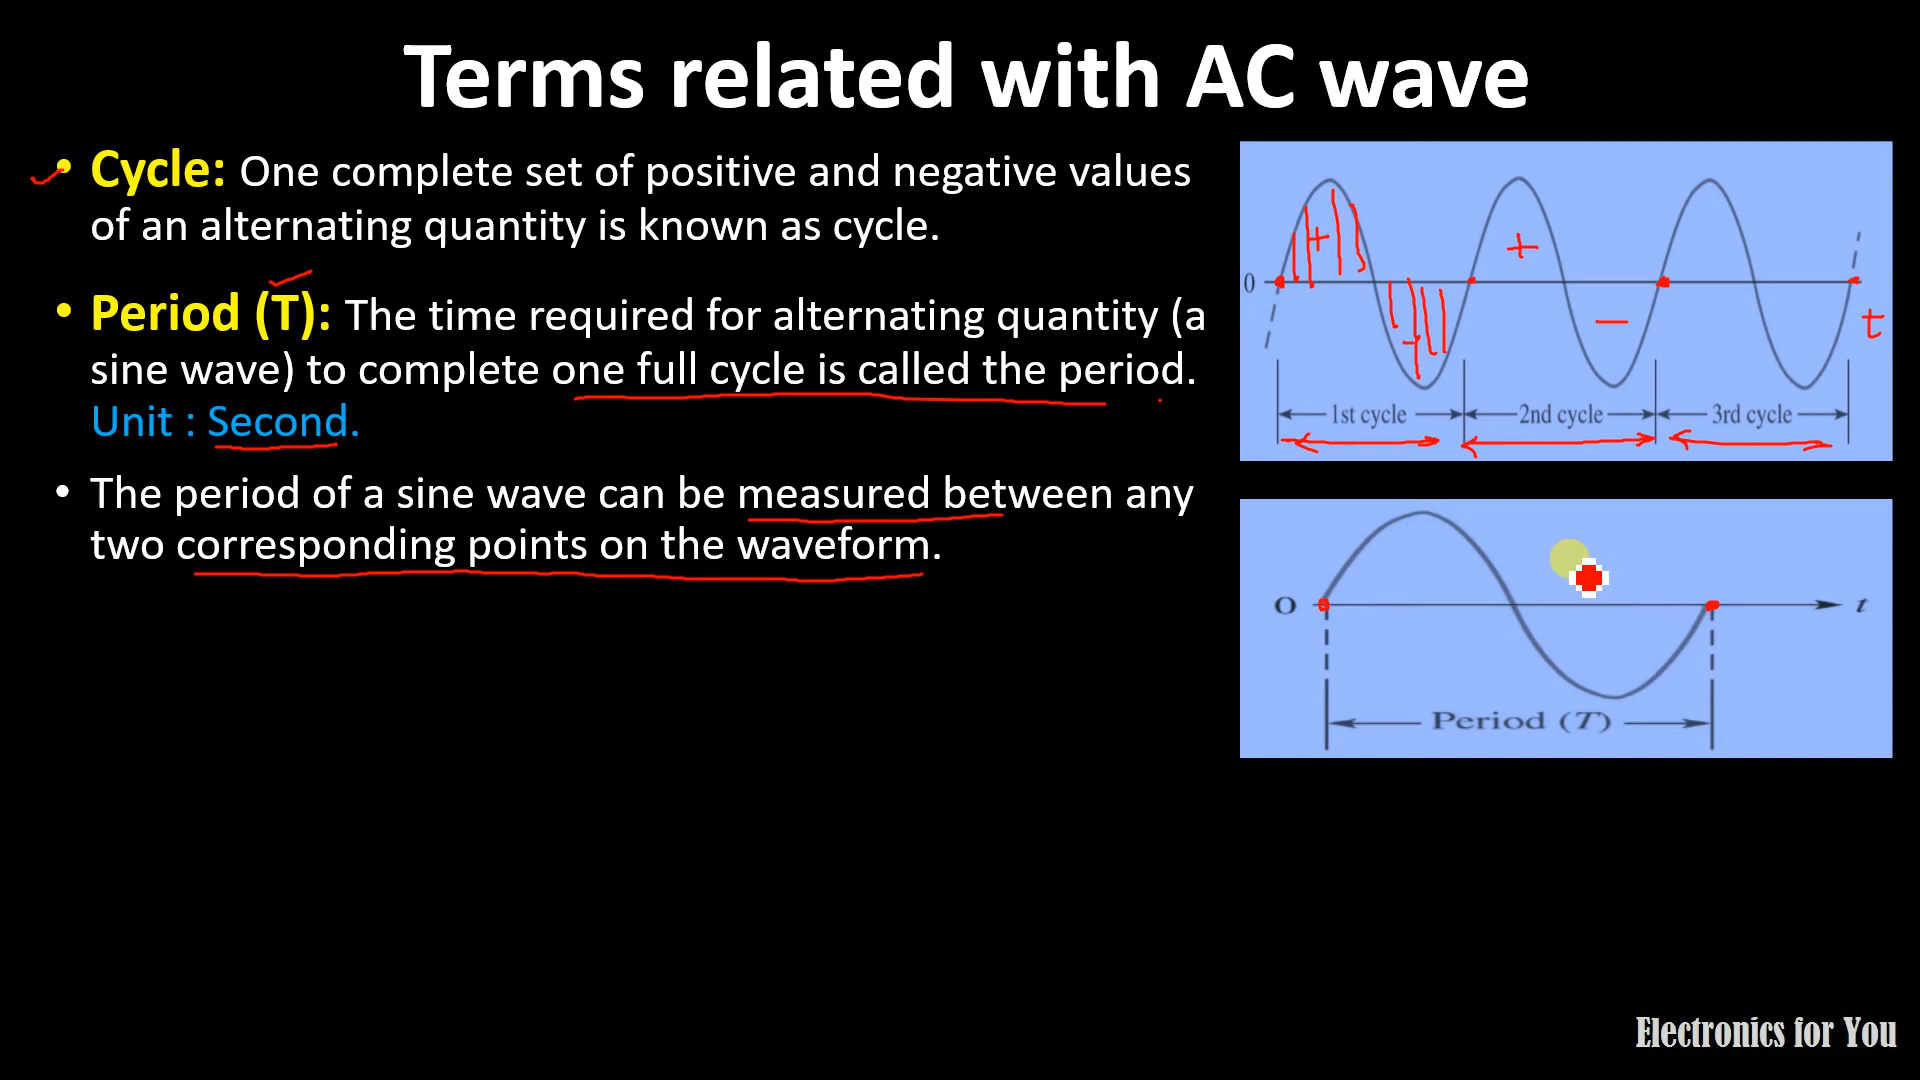 Terms related with AC wave
• Cycle: One complete set of positive and negative values
of an alternating quantity is known as cycle.
• Period (T): The time required for alternating quantity (a
sine wave) to complete one full cycle is called the period.
Unit : Second.
• The period of a sine wave can be measured between any
two corresponding points on the waveform.
+ +
0
− − t
1st cycle 2nd cycle 3rd cycle
0 t
Period (T)
Electronics for You